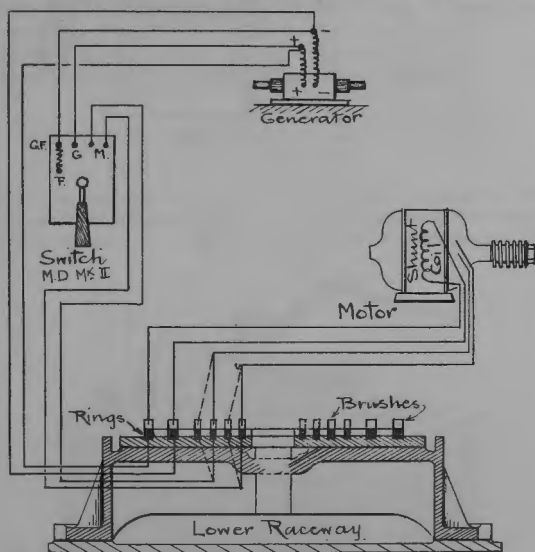 + -
+ -
Generator
G.F. G M.
F.
Switch
M.D MK II
Shunt
Coil
Motor
Rings
Brushes
Lower Raceway